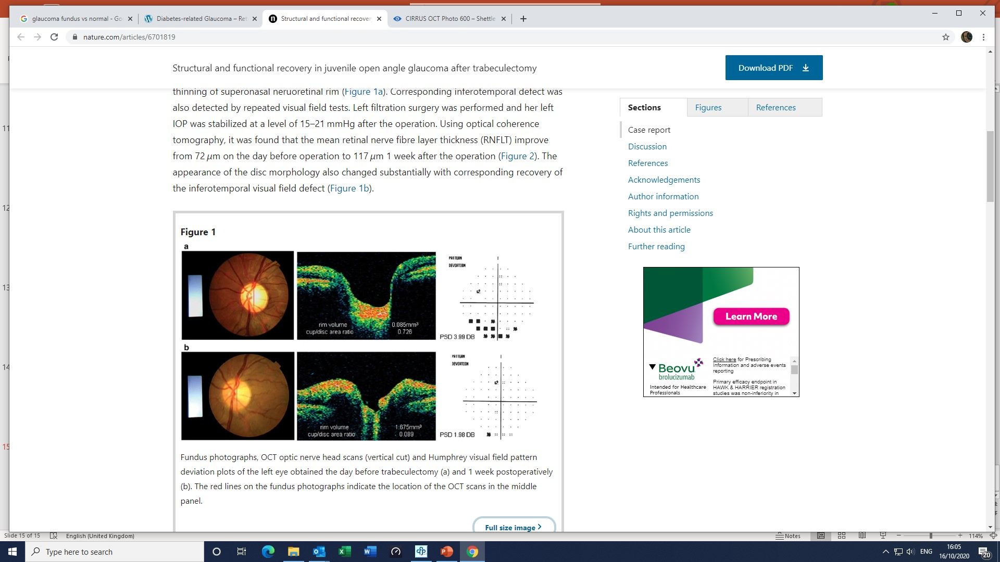 glaucoma fundus vs normal - Go
Diabetes-related Glaucoma – Ret
Structural and functional recover
CIRRUS OCT Photo 600 – Shettle
nature.com/articles/6701819
Structural and functional recovery in juvenile open angle glaucoma after trabeculectomy
Download PDF
thinning of superonasal neruoretinal rim (Figure 1a). Corresponding inferotemporal defect was
also detected by repeated visual field tests. Left filtration surgery was performed and her left
IOP was stabilized at a level of 15–21 mmHg after the operation. Using optical coherence
tomography, it was found that the mean retinal nerve fibre layer thickness (RNFLT) improve
from 72 μm on the day before operation to 117 μm 1 week after the operation (Figure 2). The
appearance of the disc morphology also changed substantially with corresponding recovery of
the inferotemporal visual field defect (Figure 1b).
Sections
Figures
References
Case report
Discussion
References
Acknowledgements
Author information
Rights and permissions
About this article
Further reading
Figure 1
a
rim volume 0.085mm³
cup/disc area ratio 0.726
PATTERN
DEVIATION
PSD 3.99 DB
b
rim volume 1.675mm³
cup/disc area ratio 0.089
PATTERN
DEVIATION
PSD 1.98 DB
Fundus photographs, OCT optic nerve head scans (vertical cut) and Humphrey visual field pattern
deviation plots of the left eye obtained the day before trabeculectomy (a) and 1 week postoperatively
(b). The red lines on the fundus photographs indicate the location of the OCT scans in the middle
panel.
Full size image
Learn More
Beovu
brolucizumab
Intended for Healthcare
Professionals
Click here for Prescribing
Information and adverse events
reporting
Primary efficacy endpoint in
HAWK & HARRIER registration
studies was non-inferiority in
11
12
13
14
15
Slide 15 of 15
English (United Kingdom)
Notes
114%
Type here to search
ENG
16:05
16/10/2020
20